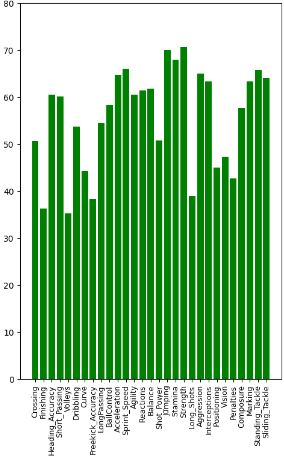 80
70
60
50
40
30
20
10
0
Crossing
Finishing
Heading_Accuracy
Short_Passing
Volleys
Dribbling
Curve
Freekick_Accuracy
LongPassing
BallControl
Acceleration
Sprint_Speed
Agility
Reactions
Balance
Shot_Power
Jumping
Stamina
Strength
Long_Shots
Aggression
Interceptions
Positioning
Vision
Penalties
Composure
Marking
Standing_Tackle
Sliding_Tackle